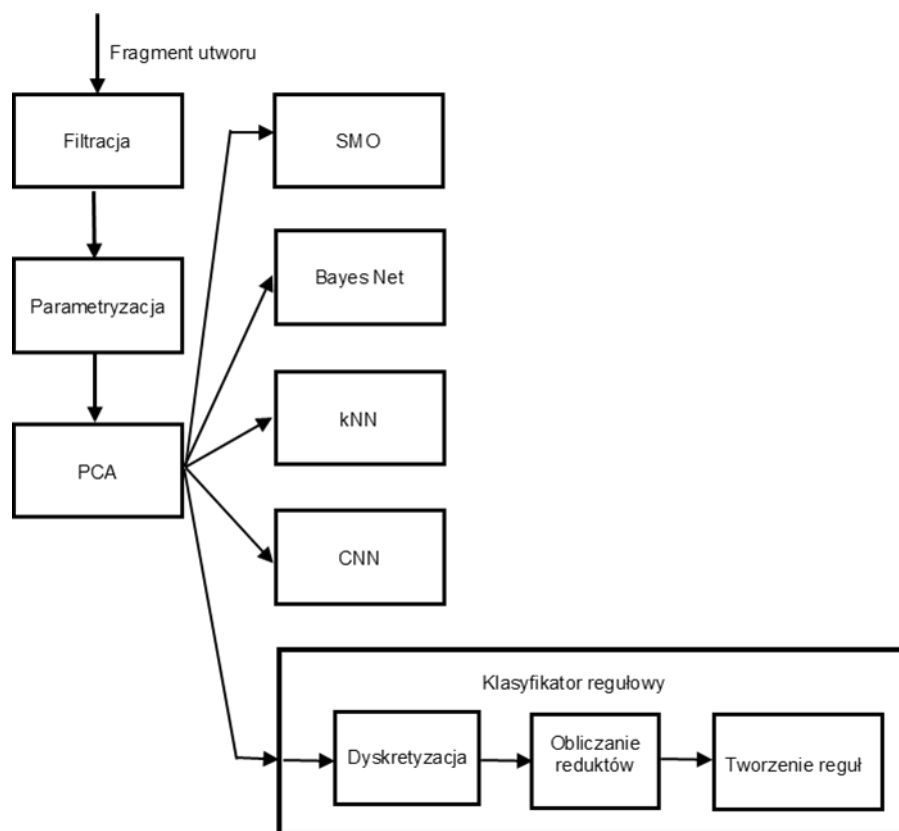 Fragment utworu
Filtracja
SMO
Bayes Net
Parametryzacja
kNN
PCA
CNN
Klasyfikator regułowy
Dyskretyzacja
Obliczanie
reduktów
Tworzenie reguł